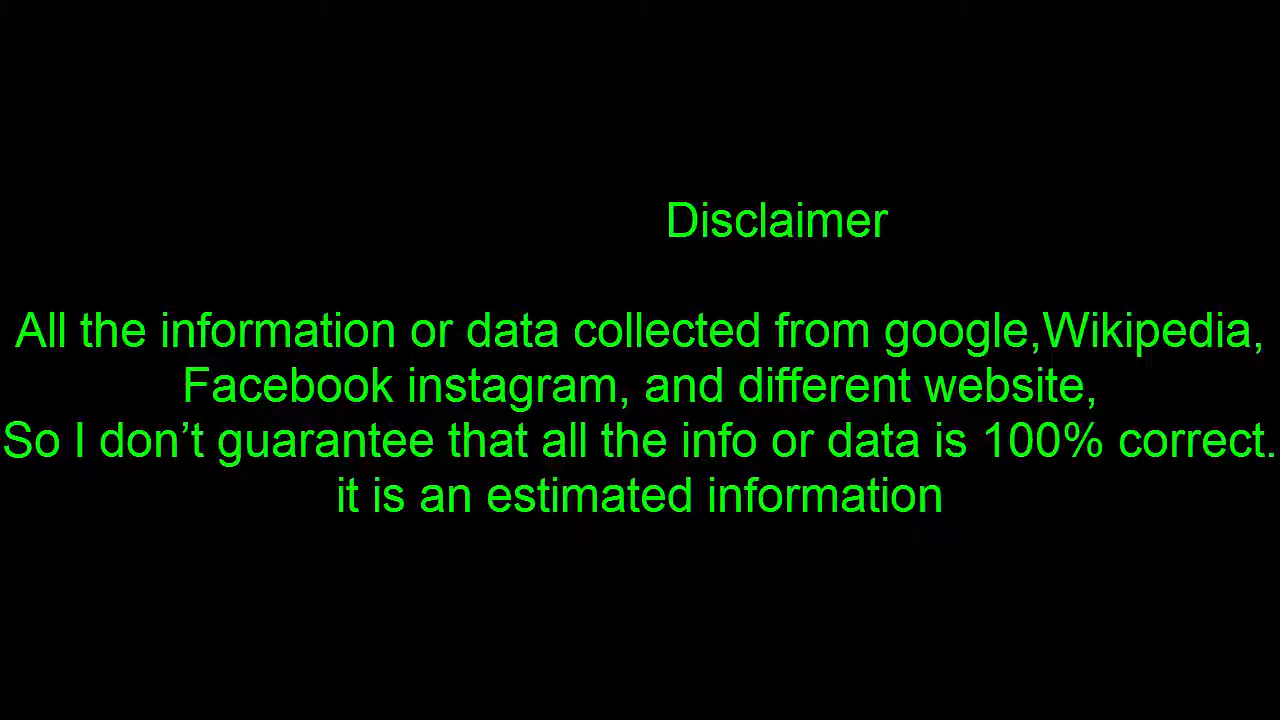 Disclaimer
All the information or data collected from google,Wikipedia,
Facebook instagram, and different website,
So I don’t guarantee that all the info or data is 100% correct.
it is an estimated information